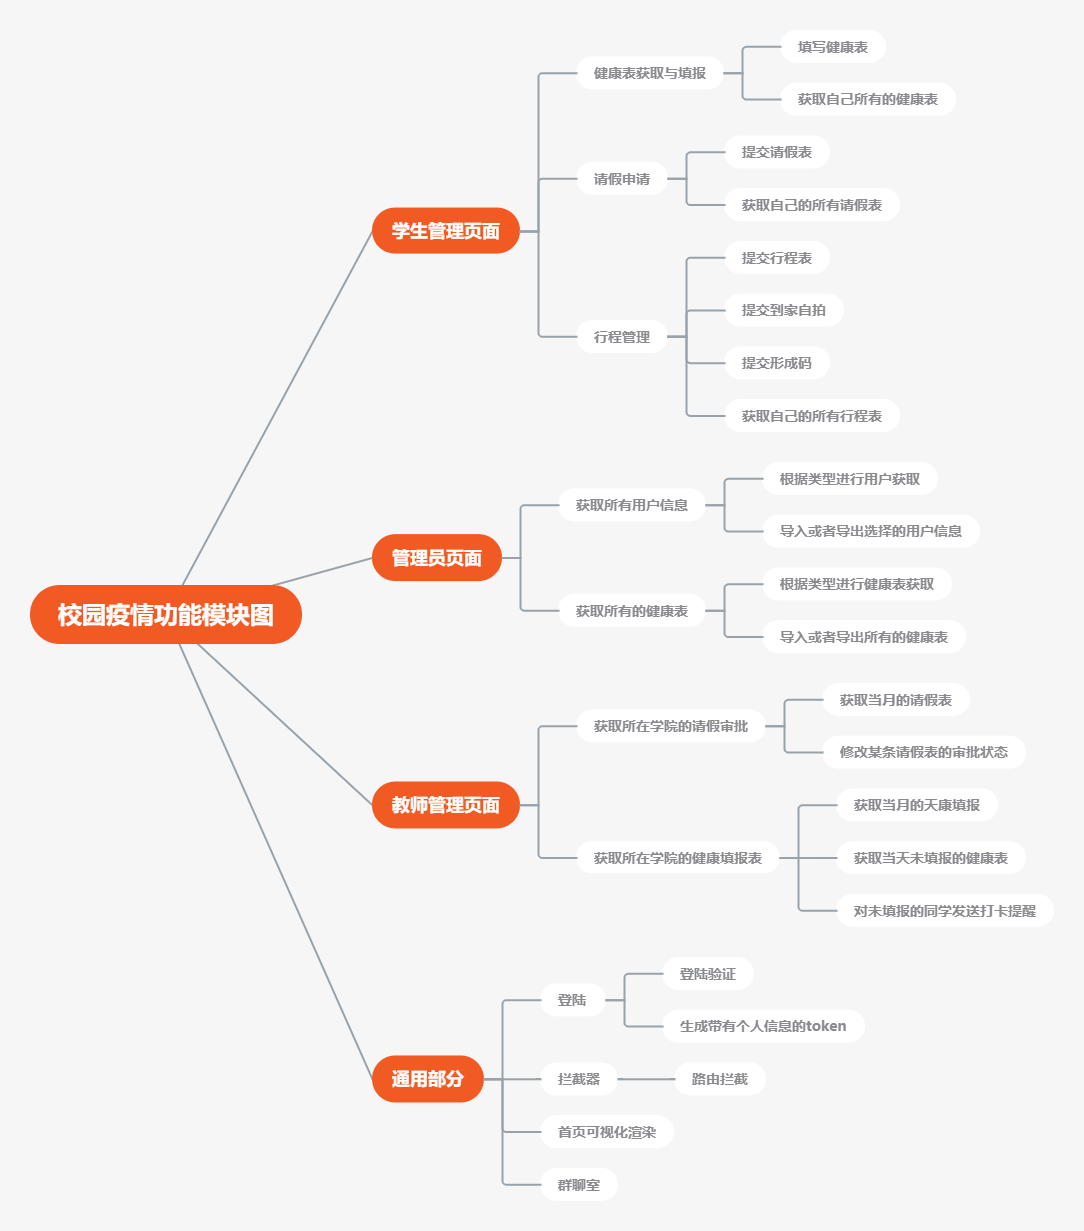 校园疫情功能模块图
学生管理页面
健康表获取与填报
填写健康表
获取自己所有的健康表
请假申请
提交请假表
获取自己的所有请假表
行程管理
提交行程表
提交到家自拍
提交形成码
获取自己的所有行程表
管理员页面
获取所有用户信息
根据类型进行用户获取
导入或者导出选择的用户信息
获取所有的健康表
根据类型进行健康表获取
导入或者导出所有的健康表
教师管理页面
获取所在学院的请假审批
获取当月的请假表
修改某条请假表的审批状态
获取所在学院的健康填报表
获取当月的天康填报
获取当天未填报的健康表
对未填报的同学发送打卡提醒
通用部分
登陆
登陆验证
生成带有个人信息的token
拦截器
路由拦截
首页可视化渲染
群聊室